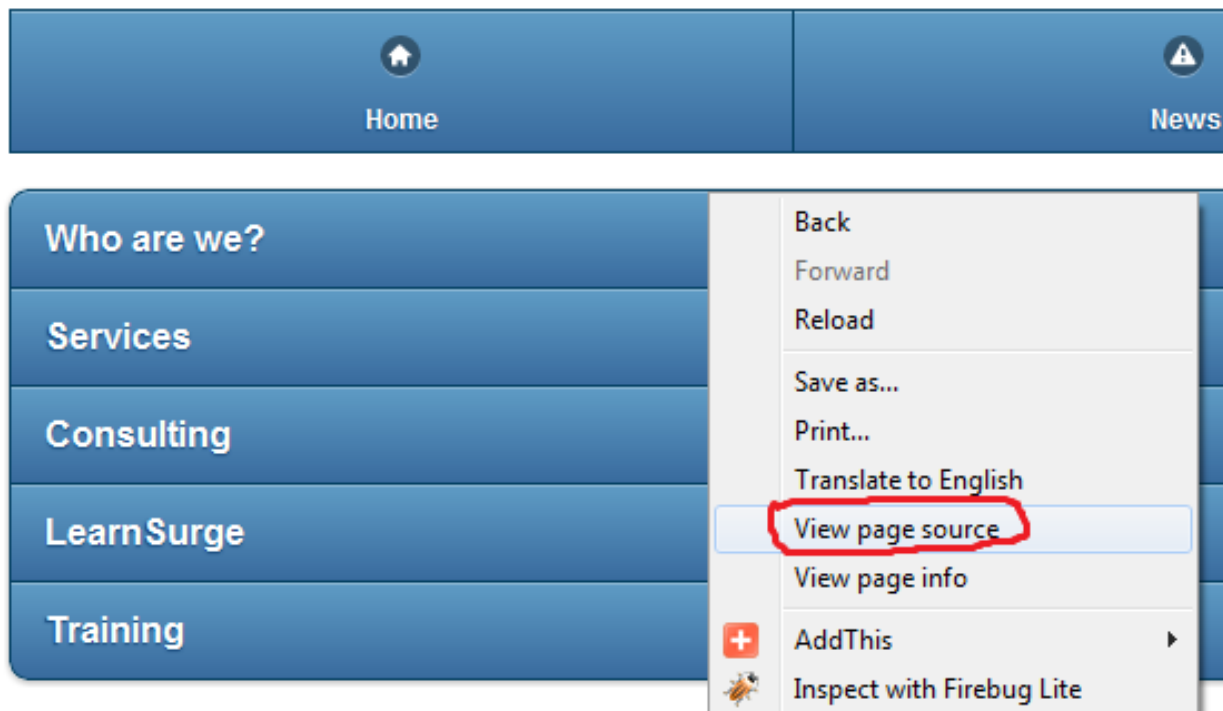 Home
News
Who are we?
Services
Consulting
LearnSurge
Training
Back
Forward
Reload
Save as...
Print...
Translate to English
View page source
View page info
AddThis
Inspect with Firebug Lite